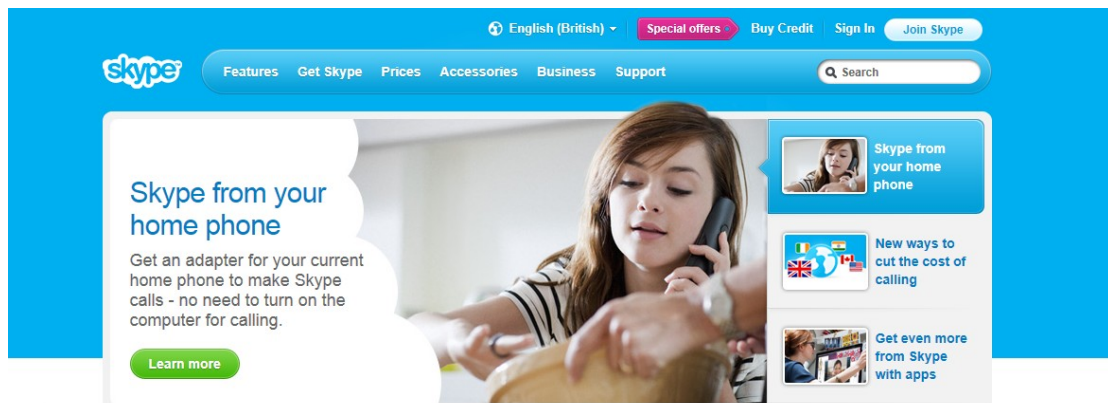 English (British)
Special offers
Buy Credit
Sign In
Join Skype
skype
Features
Get Skype
Prices
Accessories
Business
Support
Search
Skype from your
home phone
Get an adapter for your current
home phone to make Skype
calls - no need to turn on the
computer for calling.
Learn more
Skype from
your home
phone
New ways to
cut the cost of
calling
Get even more
from Skype
with apps